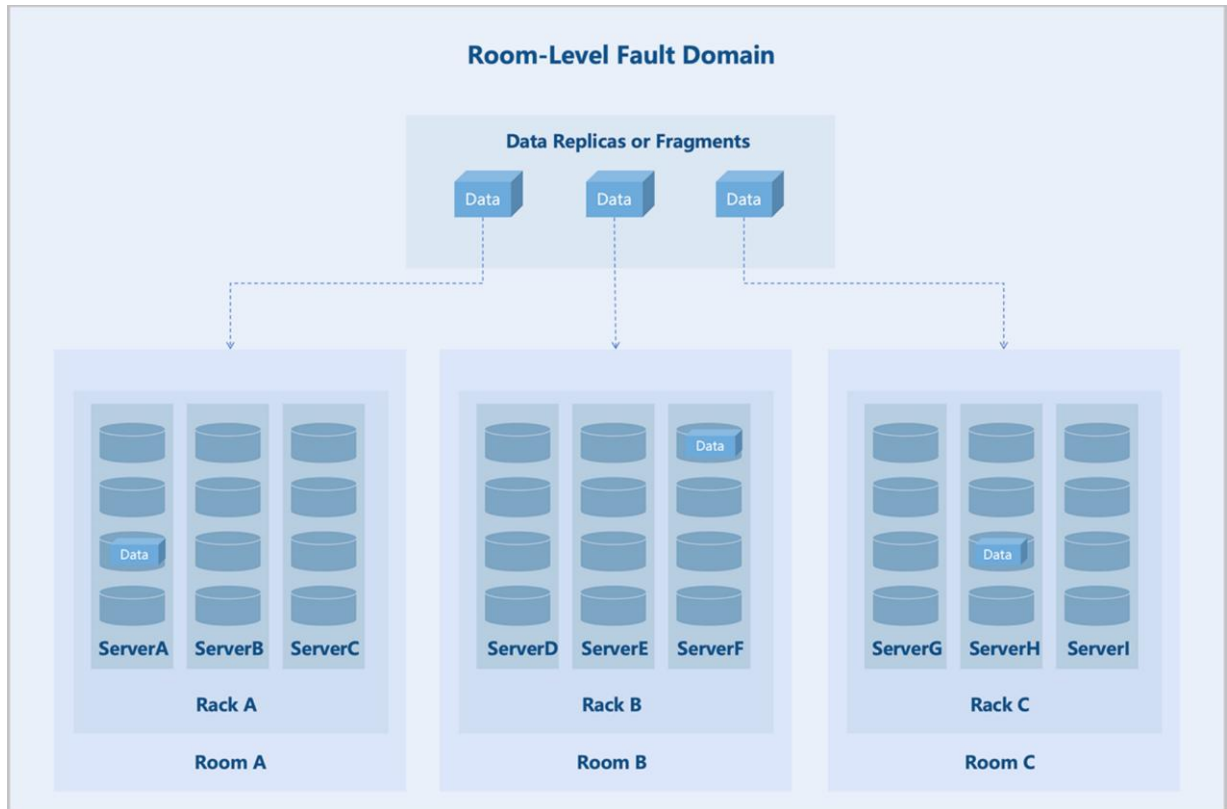 Room-Level Fault Domain
Data Replicas or Fragments
Data Data Data
Data
Data
Data
ServerA ServerB ServerC ServerD ServerE ServerF ServerG ServerH ServerI
Rack A Rack B Rack C
Room A Room B Room C